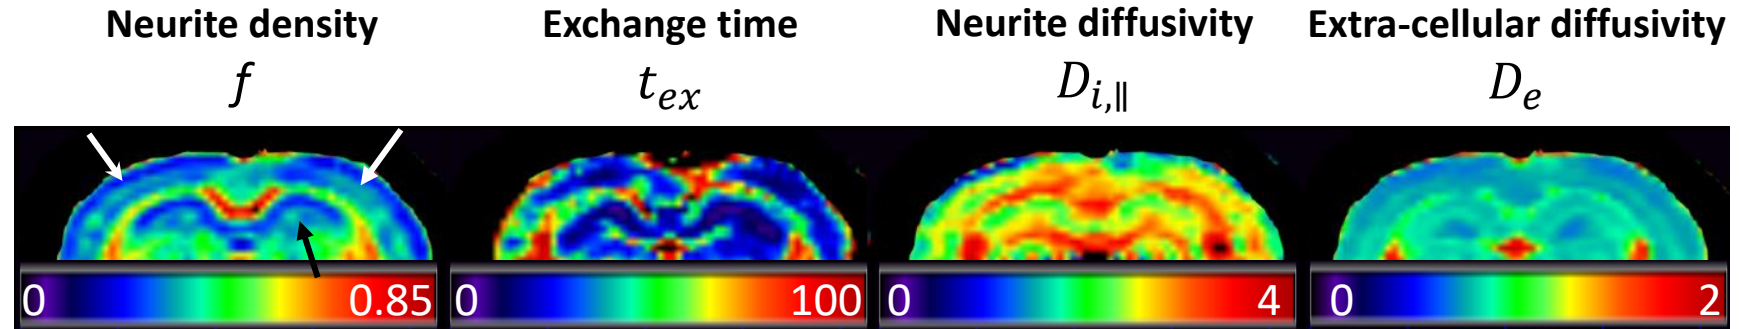 Neurite density Exchange time Neurite diffusivity Extra-cellular diffusivity
f t_ex D_i,∥ D_e
0 0.85 0 100 0 4 0 2